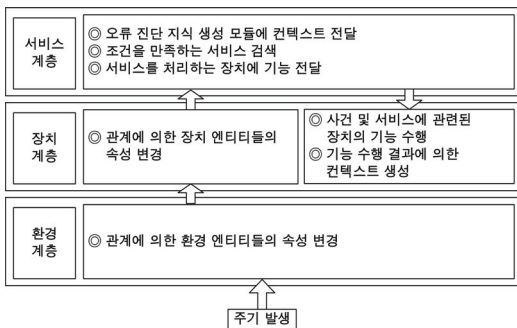 서비스
계층
◎ 오류 진단 지식 생성 모듈에 컨텍스트 전달
◎ 조건을 만족하는 서비스 검색
◎ 서비스를 처리하는 장치에 기능 전달
장치
계층
◎ 관계에 의한 장치 엔티티들의
속성 변경
◎ 사건 및 서비스에 관련된
장치의 기능 수행
◎ 기능 수행 결과에 의한
컨텍스트 생성
환경
계층
◎ 관계에 의한 환경 엔티티들의 속성 변경
주기 발생